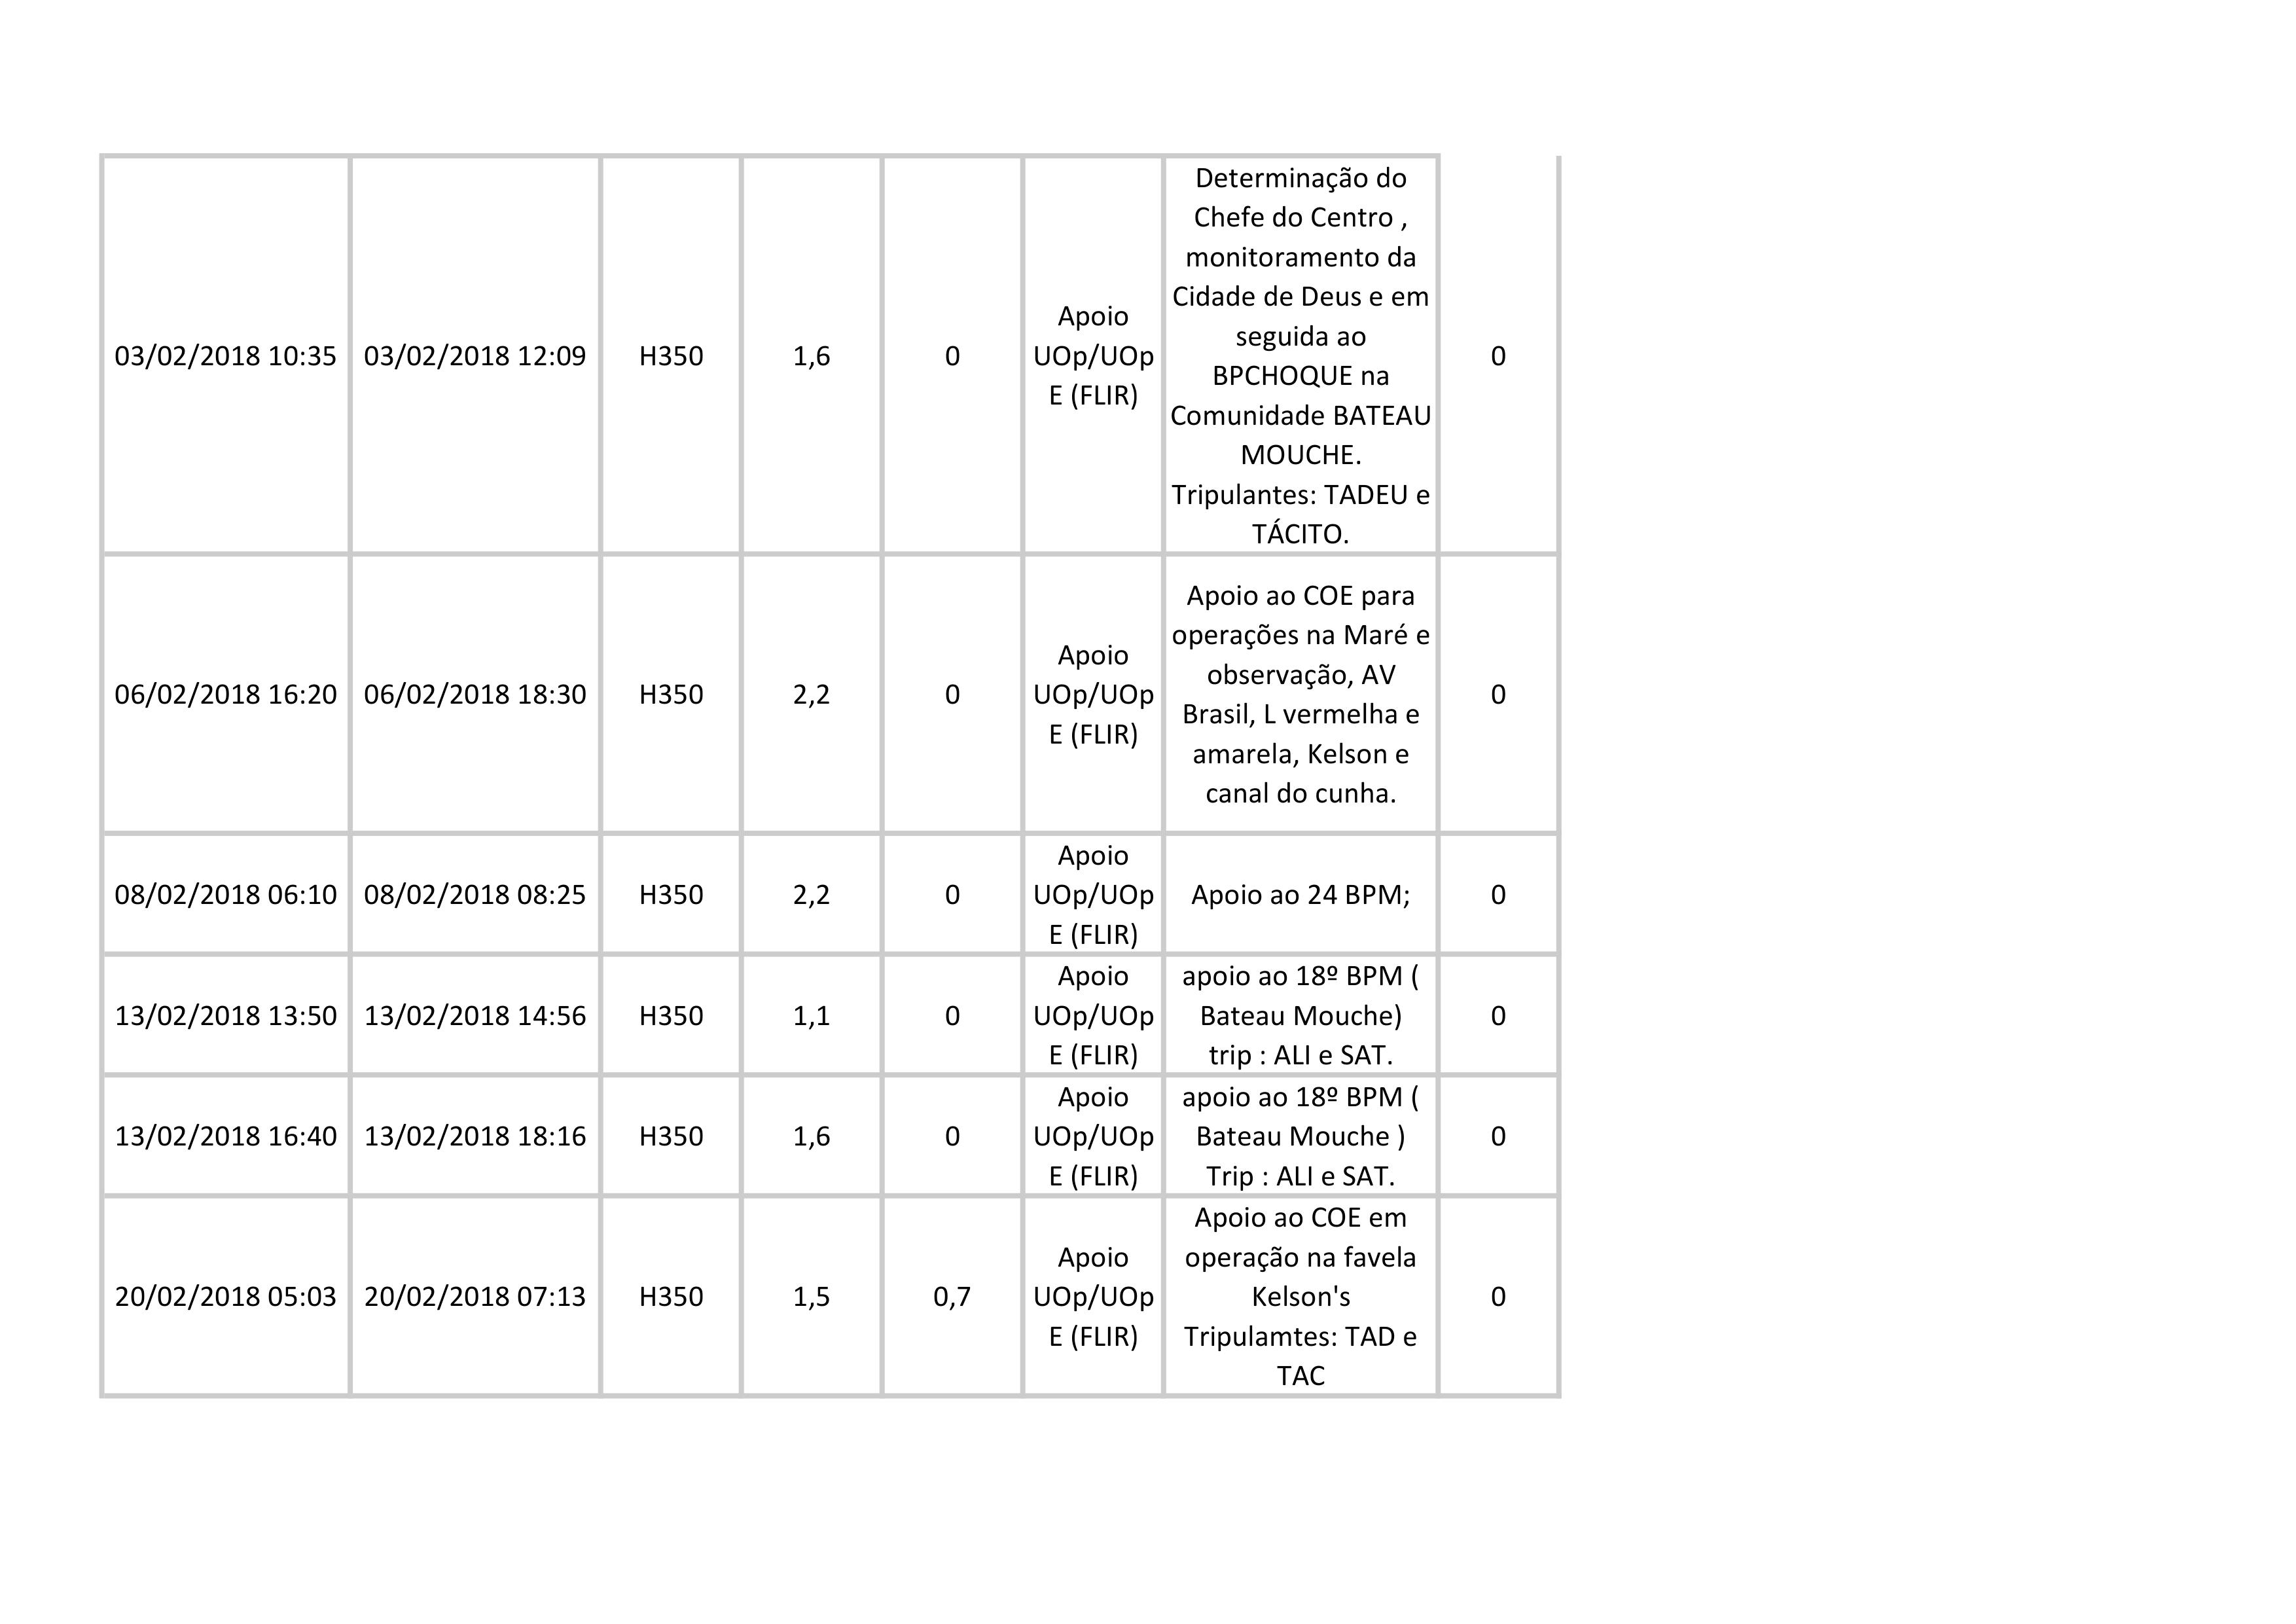 03/02/2018 10:35 03/02/2018 12:09 H350 1,6 0
Apoio
UOp/UOp
E (FLIR)
Determinação do
Chefe do Centro ,
monitoramento da
Cidade de Deus e em
seguida ao
BPCHOQUE na
Comunidade BATEAU
MOUCHE.
Tripulantes: TADEU e
TÁCITO.
0
06/02/2018 16:20 06/02/2018 18:30 H350 2,2 0
Apoio
UOp/UOp
E (FLIR)
Apoio ao COE para
operações na Maré e
observação, AV
Brasil, L vermelha e
amarela, Kelson e
canal do cunha.
0
08/02/2018 06:10 08/02/2018 08:25 H350 2,2 0
Apoio
UOp/UOp
E (FLIR)
Apoio ao 24 BPM;
0
13/02/2018 13:50 13/02/2018 14:56 H350 1,1 0
Apoio
UOp/UOp
E (FLIR)
apoio ao 18º BPM (
Bateau Mouche)
trip : ALI e SAT.
0
13/02/2018 16:40 13/02/2018 18:16 H350 1,6 0
Apoio
UOp/UOp
E (FLIR)
apoio ao 18º BPM (
Bateau Mouche )
Trip : ALI e SAT.
0
20/02/2018 05:03 20/02/2018 07:13 H350 1,5 0,7
Apoio
UOp/UOp
E (FLIR)
Apoio ao COE em
operação na favela
Kelson's
Tripulamtes: TAD e
TAC
0